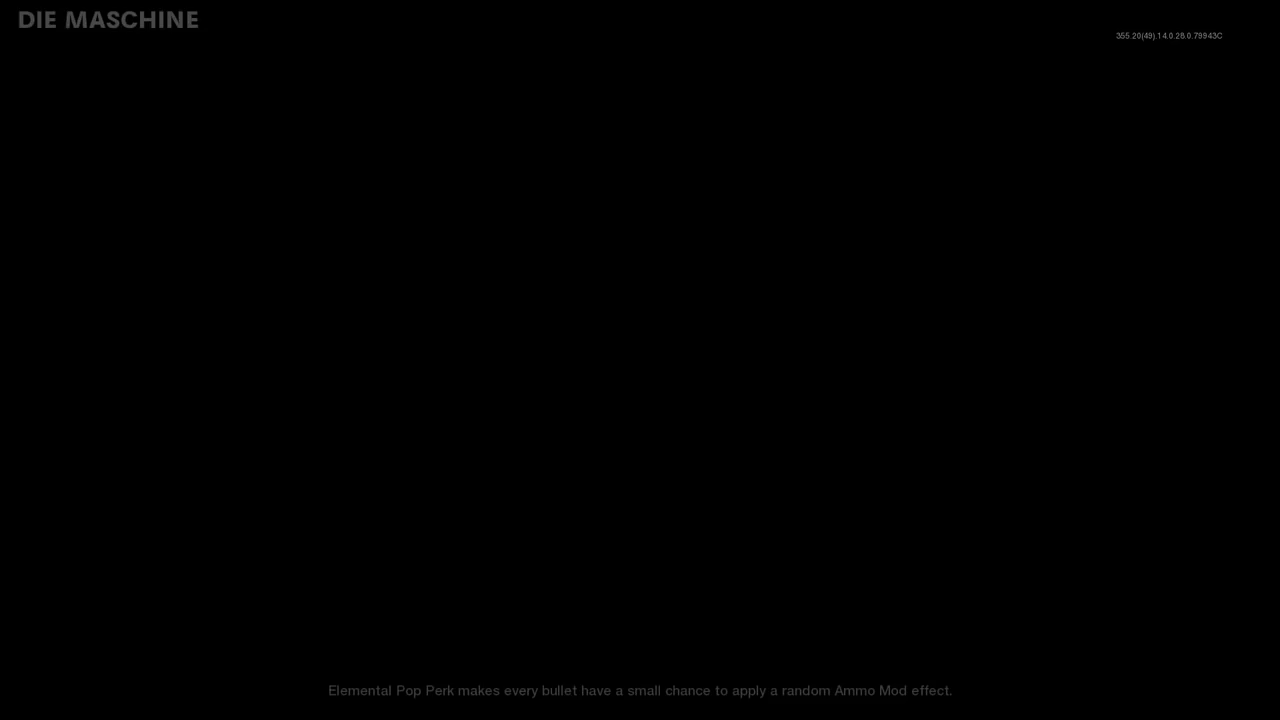 DIE MASCHINE
355.20(49).14.0.28.0.79943C
Elemental Pop Perk makes every bullet have a small chance to apply a random Ammo Mod effect.